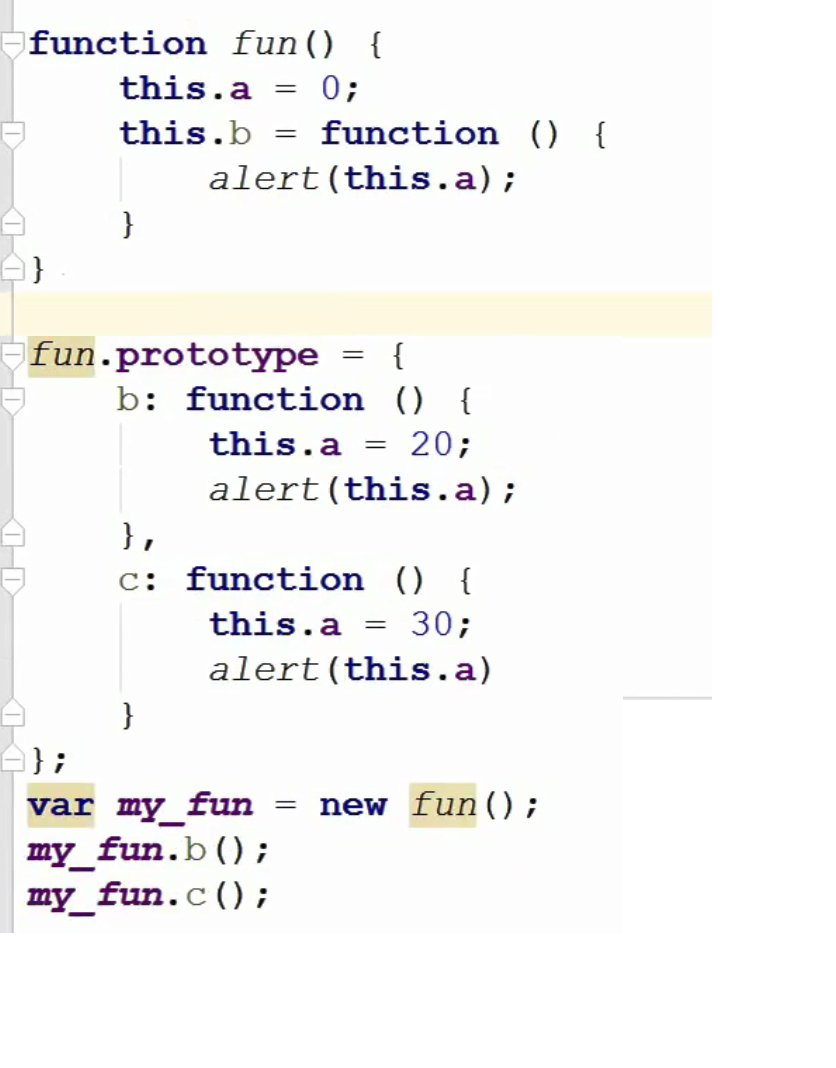 function fun() {
    this.a = 0;
    this.b = function () {
        alert(this.a);
    }
}
fun.prototype = {
    b: function () {
        this.a = 20;
        alert(this.a);
    },
    c: function () {
        this.a = 30;
        alert(this.a)
    }
};
var my_fun = new fun();
my_fun.b();
my_fun.c();